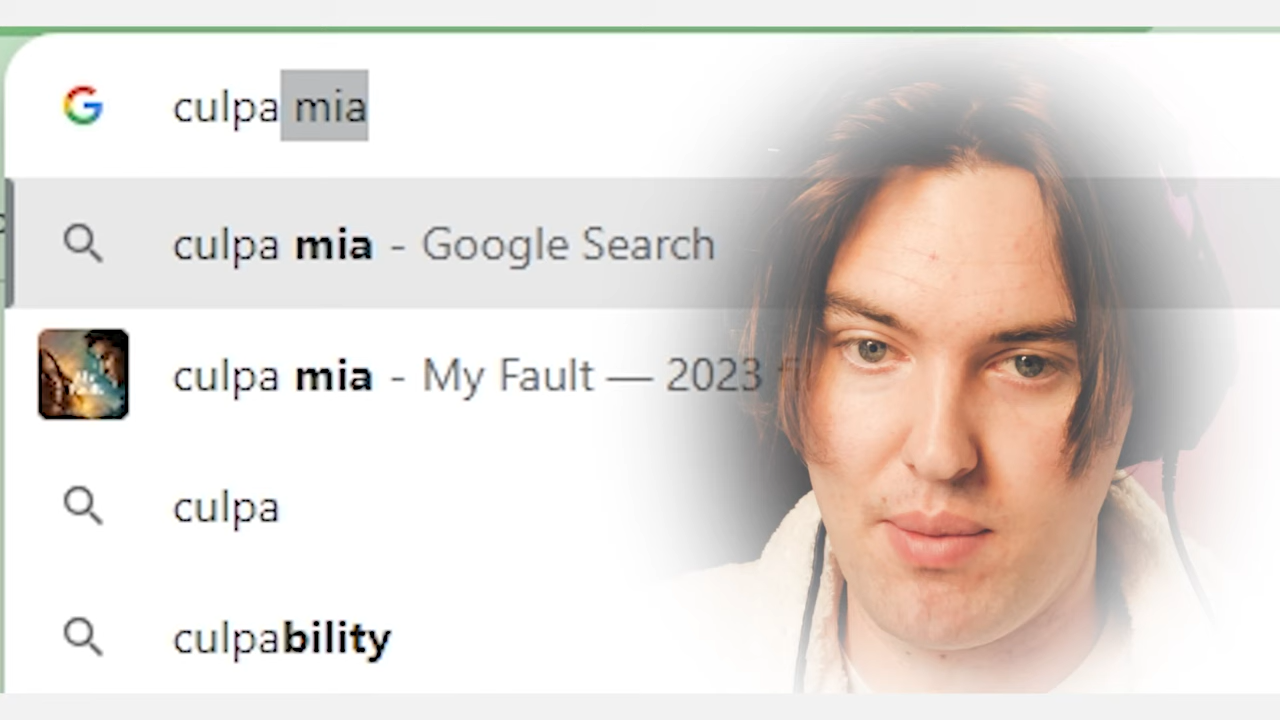 culpa mia
culpa mia - Google Search
culpa mia - My Fault — 2023
culpa
culpability